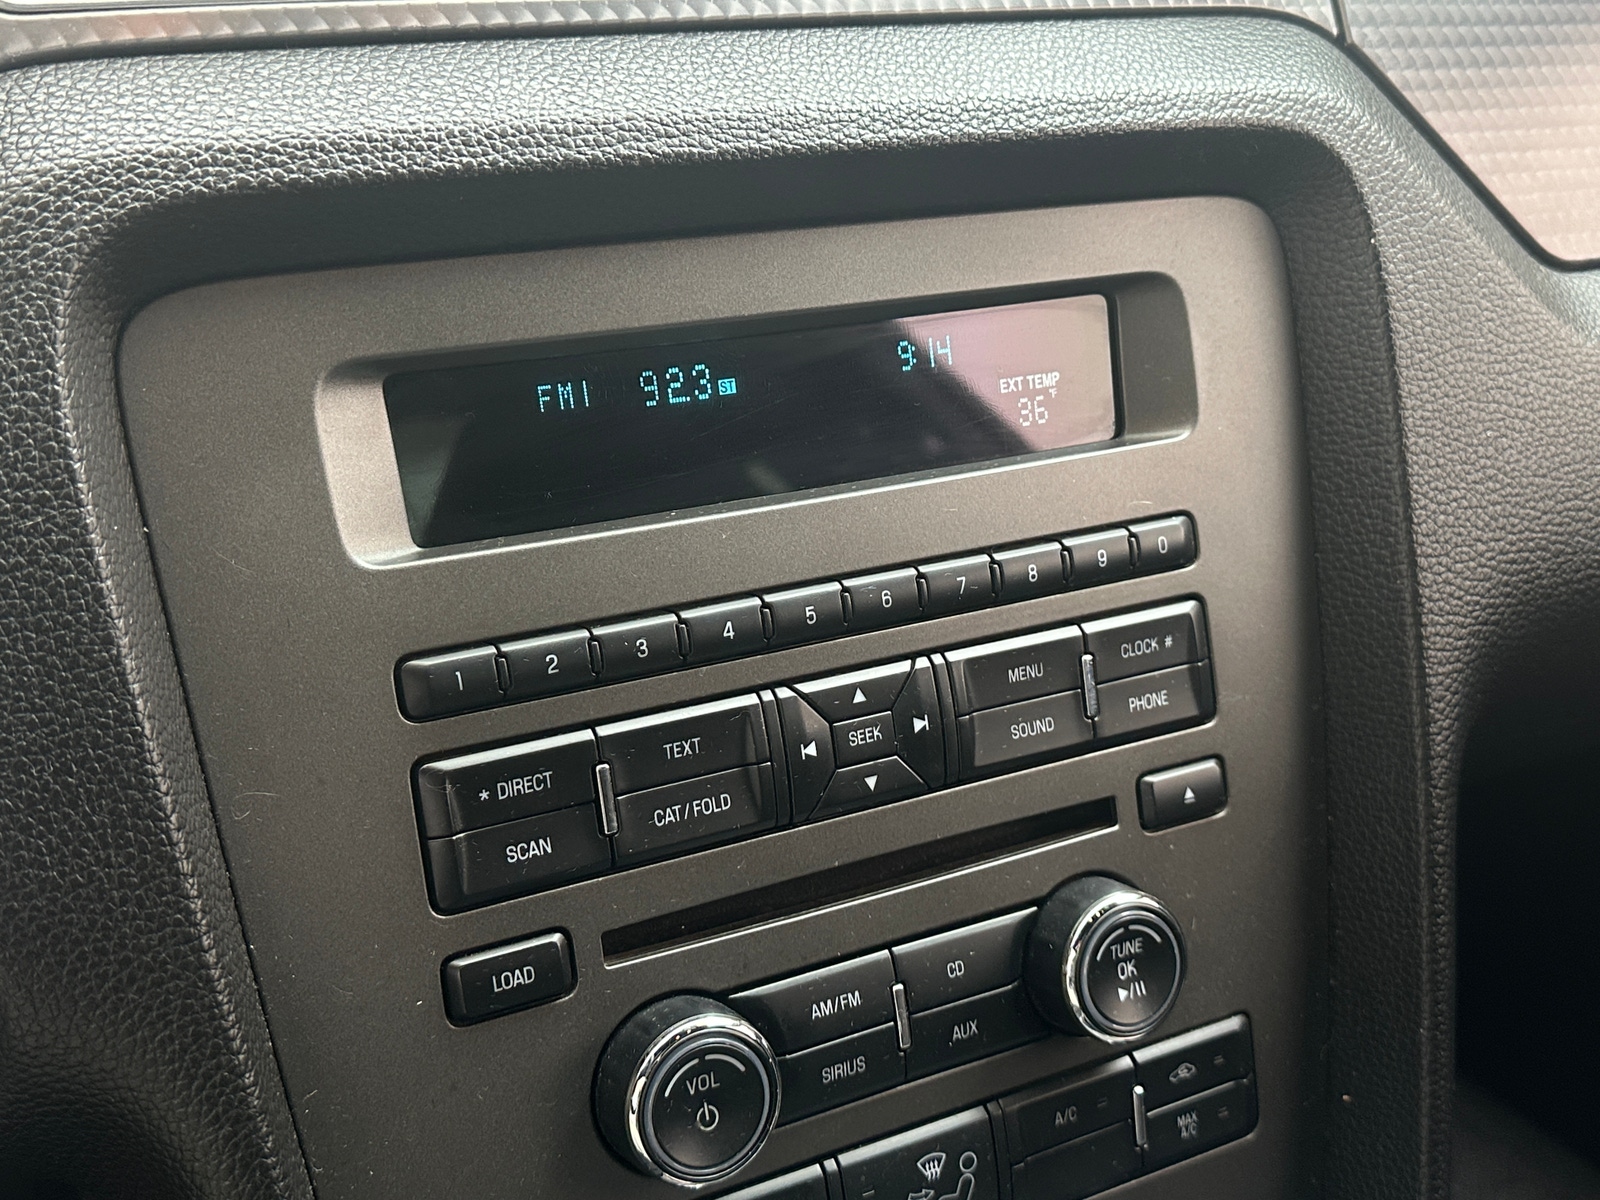 FM1 92.3 ST 9:14
EXT TEMP
36 °F
1 2 3 4 5 6 7 8 9 0
* DIRECT TEXT SEEK MENU CLOCK #
SCAN CAT/FOLD SOUND PHONE
LOAD
AM/FM CD
SIRIUS AUX
TUNE
OK
VOL
A/C
MAX
A/C